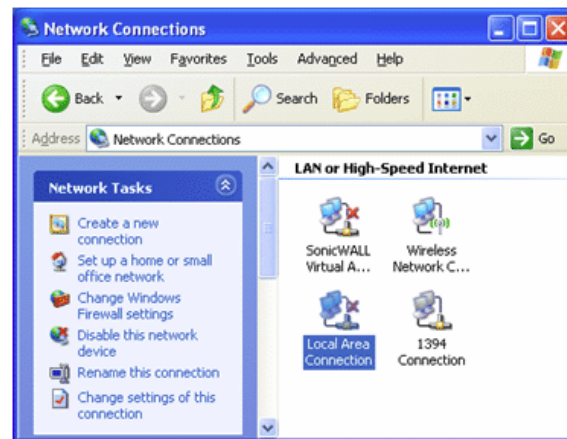 Network Connections
File Edit View Favorites Tools Advanced Help
Back Search Folders
Address Network Connections Go
Network Tasks
Create a new
connection
Set up a home or small
office network
Change Windows
Firewall settings
Disable this network
device
Rename this connection
Change settings of this
connection
LAN or High-Speed Internet
SonicWALL
Virtual A...
Wireless
Network C...
Local Area
Connection
1394
Connection